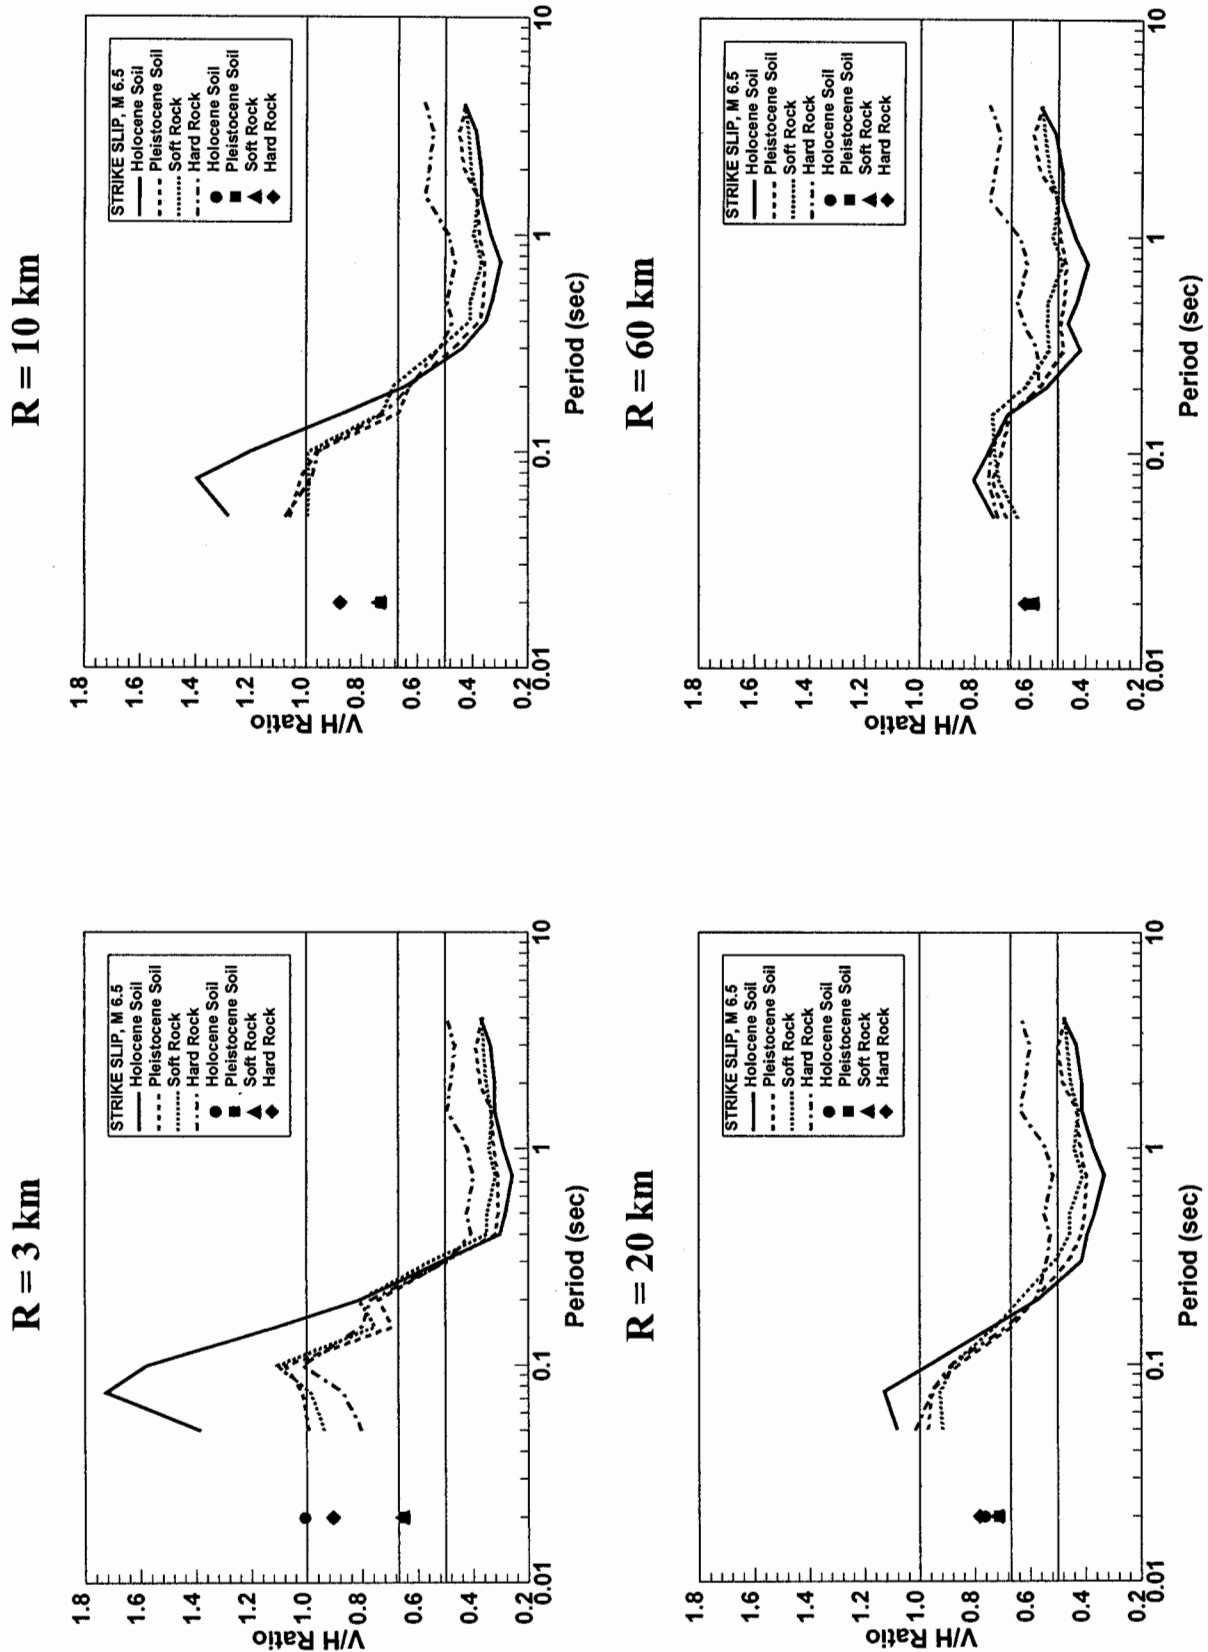 R = 3 km
STRIKE SLIP, M 6.5
Holocene Soil
Pleistocene Soil
Soft Rock
Hard Rock
Holocene Soil
Pleistocene Soil
Soft Rock
Hard Rock
V/H Ratio
1.8
1.6
1.4
1.2
1.0
0.8
0.6
0.4
0.2
0.01
0.1
1
10
Period (sec)
R = 10 km
STRIKE SLIP, M 6.5
Holocene Soil
Pleistocene Soil
Soft Rock
Hard Rock
Holocene Soil
Pleistocene Soil
Soft Rock
Hard Rock
V/H Ratio
1.8
1.6
1.4
1.2
1.0
0.8
0.6
0.4
0.2
0.01
0.1
1
10
Period (sec)
R = 20 km
STRIKE SLIP, M 6.5
Holocene Soil
Pleistocene Soil
Soft Rock
Hard Rock
Holocene Soil
Pleistocene Soil
Soft Rock
Hard Rock
V/H Ratio
1.8
1.6
1.4
1.2
1.0
0.8
0.6
0.4
0.2
0.01
0.1
1
10
Period (sec)
R = 60 km
STRIKE SLIP, M 6.5
Holocene Soil
Pleistocene Soil
Soft Rock
Hard Rock
Holocene Soil
Pleistocene Soil
Soft Rock
Hard Rock
V/H Ratio
1.8
1.6
1.4
1.2
1.0
0.8
0.6
0.4
0.2
0.01
0.1
1
10
Period (sec)